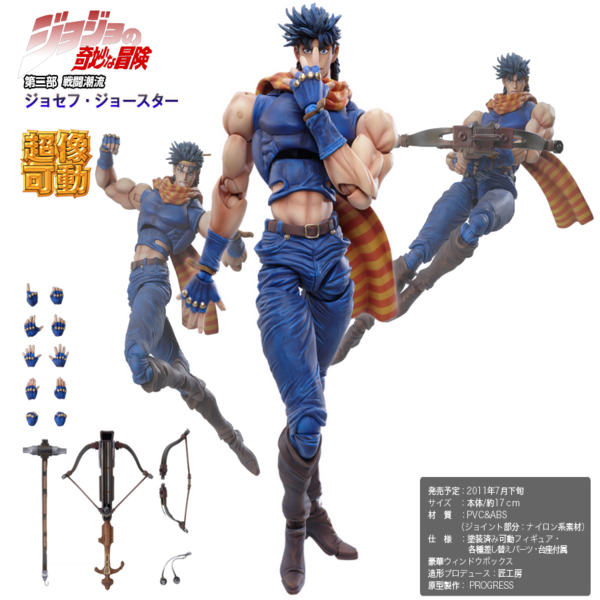 ジョジョの
奇妙な冒険
第二部 戦闘潮流
ジョセフ・ジョースター
超像
可動
発売予定：2011年7月下旬
サイズ ：本体/約17cm
材 質 ：PVC&ABS
（ジョイント部分：ナイロン系素材）
仕 様 ：塗装済み可動フィギュア・
各種差し替えパーツ・台座付属
豪華ウィンドウボックス
造形プロデュース：匠工房
原型製作： PROGRESS